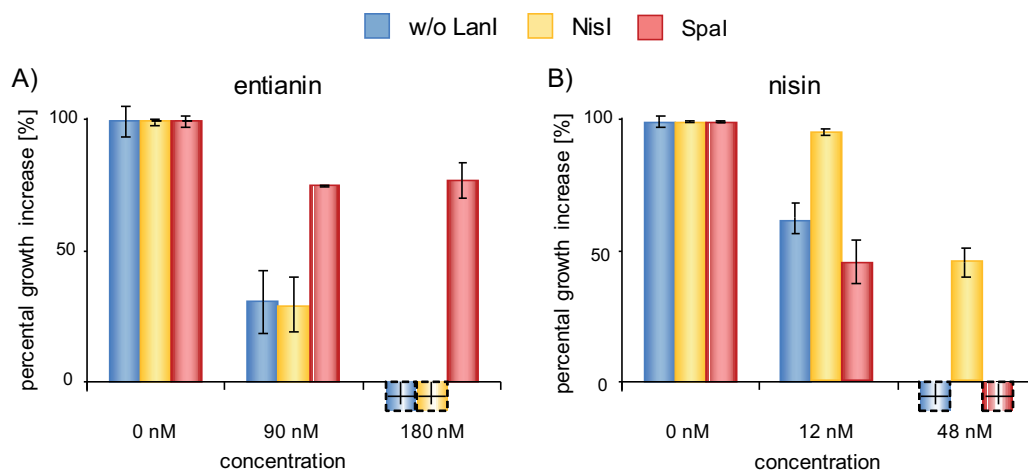 w/o LanI NisI SpaI
A) entianin
percental growth increase [%]
100
50
0
0 nM 90 nM 180 nM
concentration
B) nisin
percental growth increase [%]
100
50
0
0 nM 12 nM 48 nM
concentration